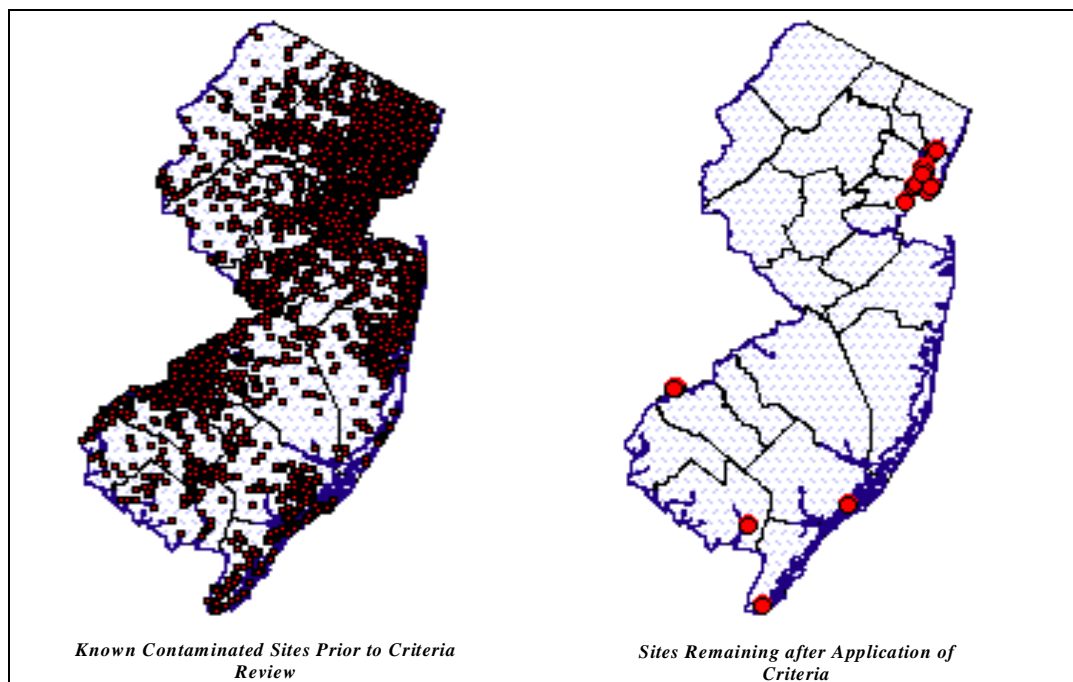 Known Contaminated Sites Prior to Criteria
Review
Sites Remaining after Application of
Criteria